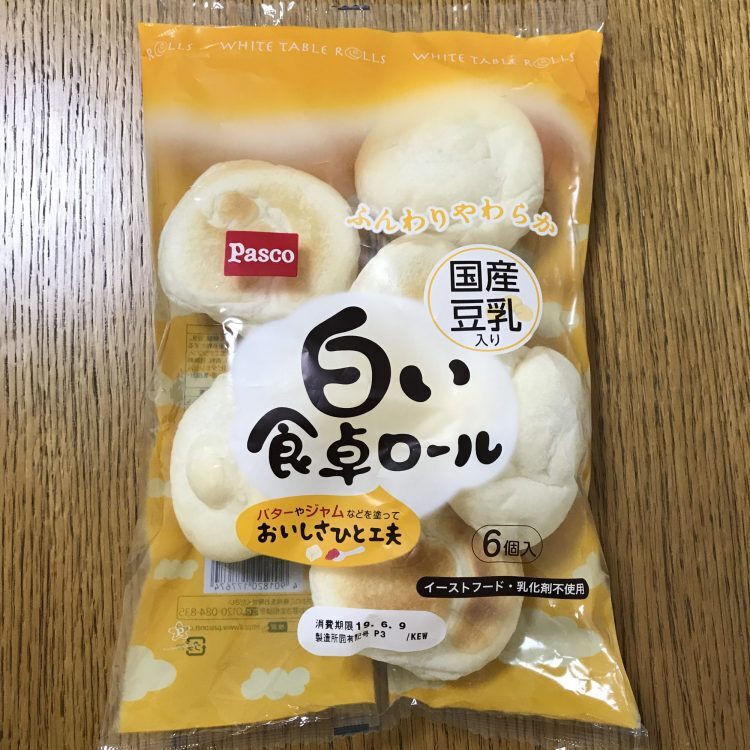 WHITE TABLE ROLLS
WHITE TABLE ROLLS
ふんわりやわらか
Pasco
国産
豆乳
入り
白い
食卓ロール
バターやジャムなどを塗って
おいしさひと工夫
6個入
イーストフード・乳化剤不使用
消費期限19.6.9
製造所固有記号 P3 /KEW
4901820177674